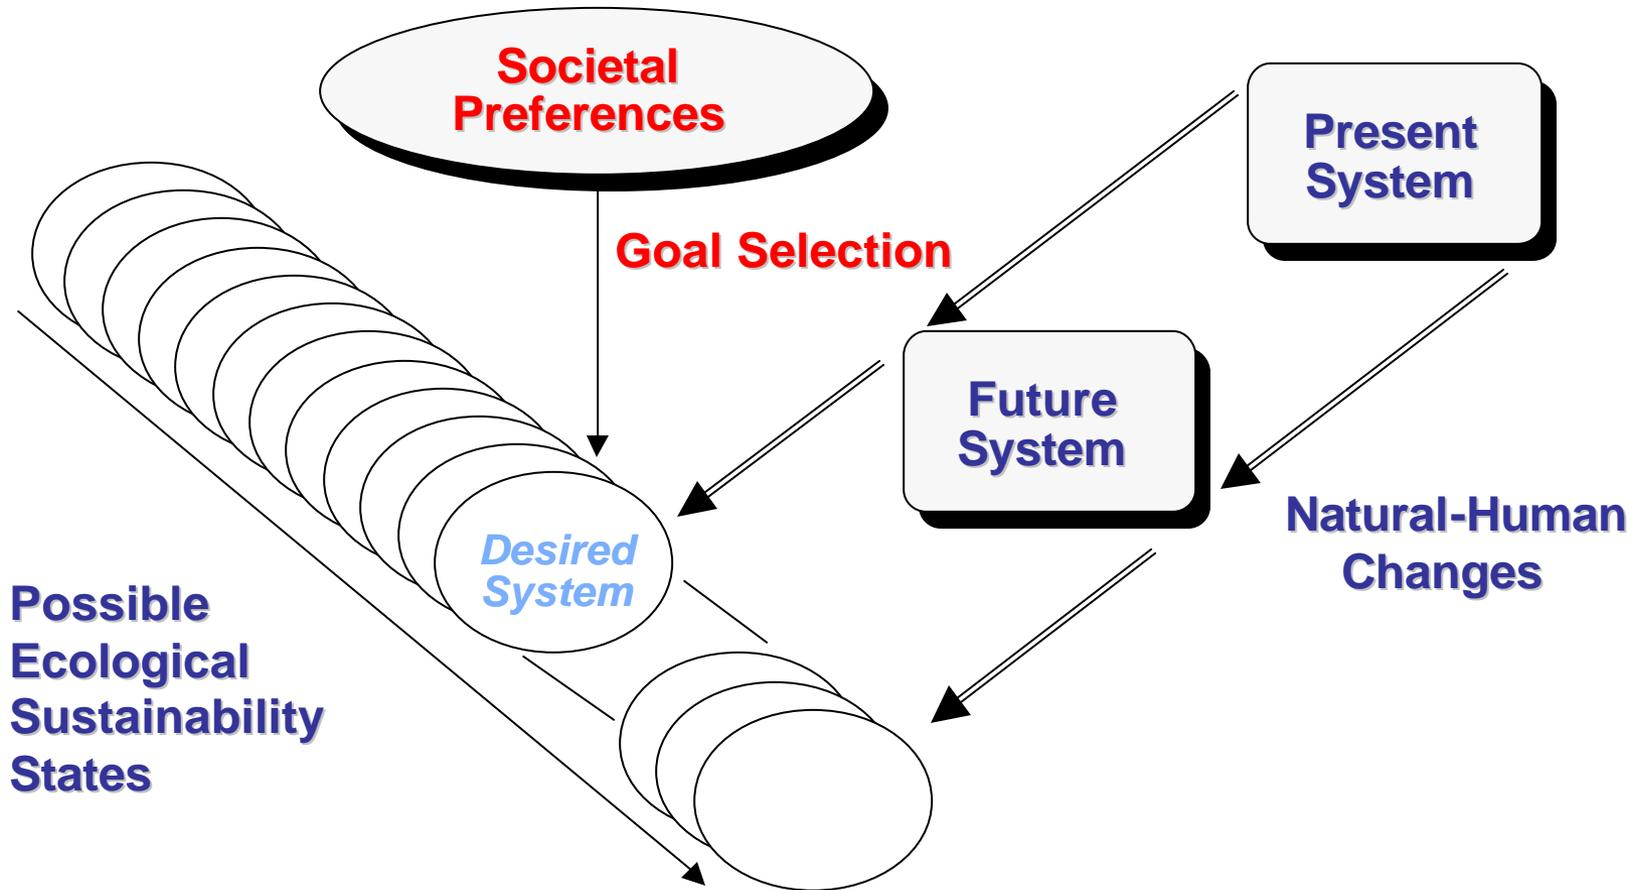 Societal
Preferences
Present
System
Goal Selection
Future
System
Natural-Human
Changes
Desired
System
Possible
Ecological
Sustainability
States